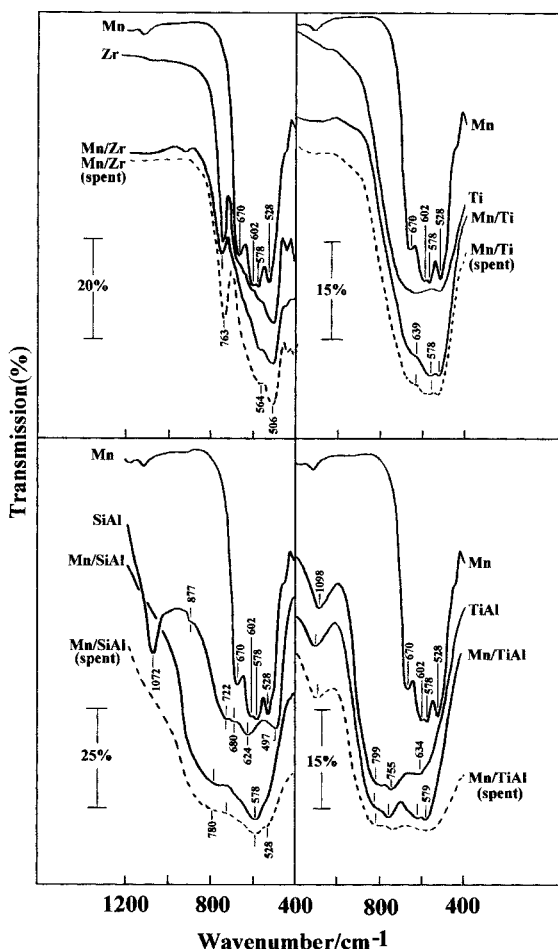 Transmission(%)
Mn
Zr
Mn/Zr
Mn/Zr
(spent)
20%
670
602
578
528
763
564
506
Mn
Ti
Mn/Ti
Mn/Ti
(spent)
15%
670
602
578
528
639
578
Mn
SiAl
Mn/SiAl
Mn/SiAl
(spent)
25%
1072
877
670
602
578
528
722
680
624
497
578
780
528
1098
Mn
TiAl
Mn/TiAl
Mn/TiAl
(spent)
15%
670
602
578
528
799
755
634
579
1200 800 400 800 400
Wavenumber/cm-1